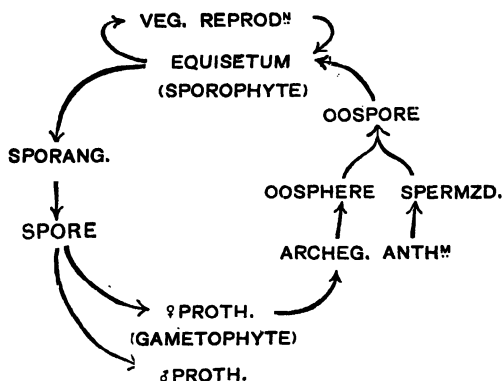 VEG. REPRODN
EQUISETUM
(SPOROPHYTE)
OOSPORE
SPORANG.
OOSPHERE SPERMZD.
SPORE
ARCHEG. ANTHM
♀PROTH.
(GAMETOPHYTE)
♂PROTH.